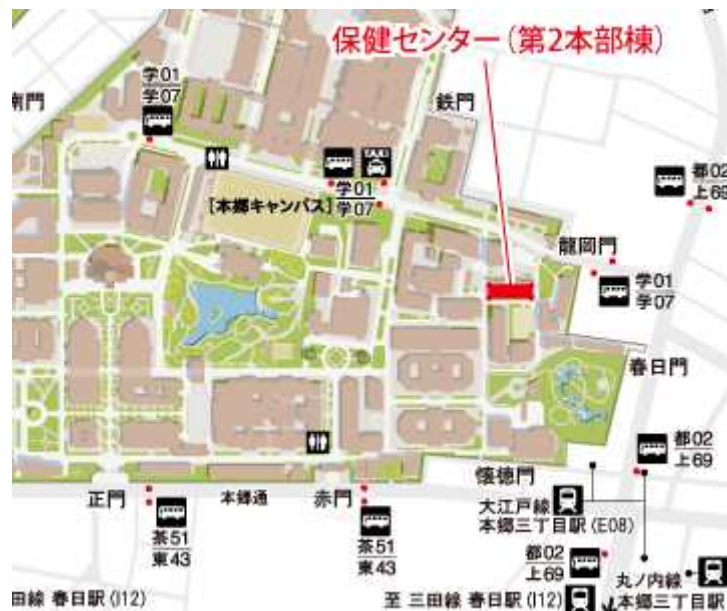 保健センター（第2本部棟）
学01
学07
南門
鉄門
TAXI
学01
学07
[本郷キャンパス]
都02
上69
龍岡門
学01
学07
春日門
都02
上69
懐徳門
正門
本郷通
赤門
大江戸線
本郷三丁目駅(E08)
茶51
東43
茶51
東43
都02
上69
丸ノ内線
本郷三丁目駅
田線 春日駅(I12)
至 三田線 春日駅(I12)